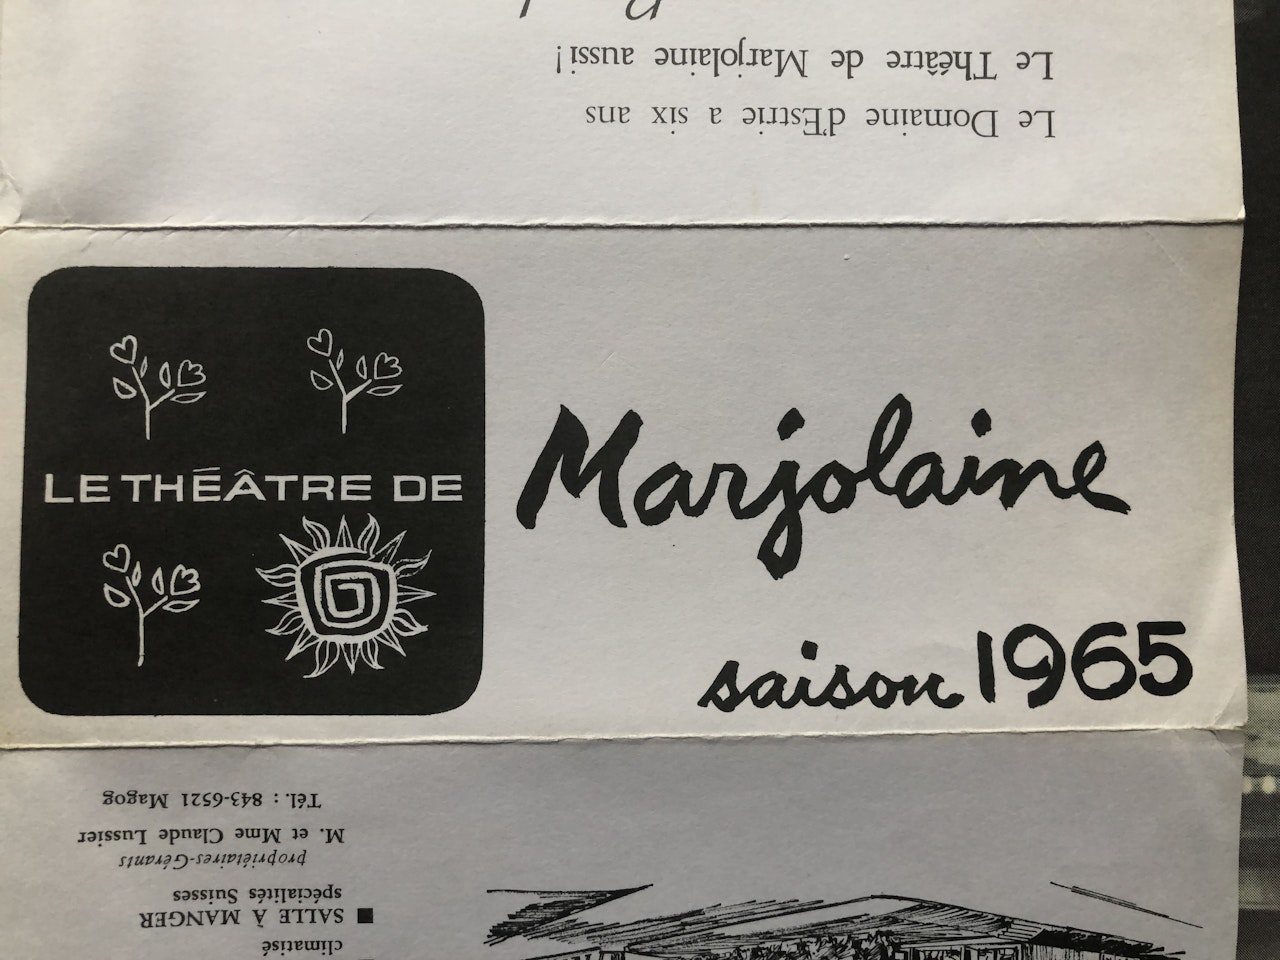 Le Domaine d'Estrie a six ans
Le Théâtre de Marjolaine aussi !
LE THÉÂTRE DE
Marjolaine
saison 1965
climatisé
■ SALLE À MANGER
spécialités Suisses
propriétaires-Gérants
M. et Mme Claude Lussier
Tél. : 843-6521 Magog